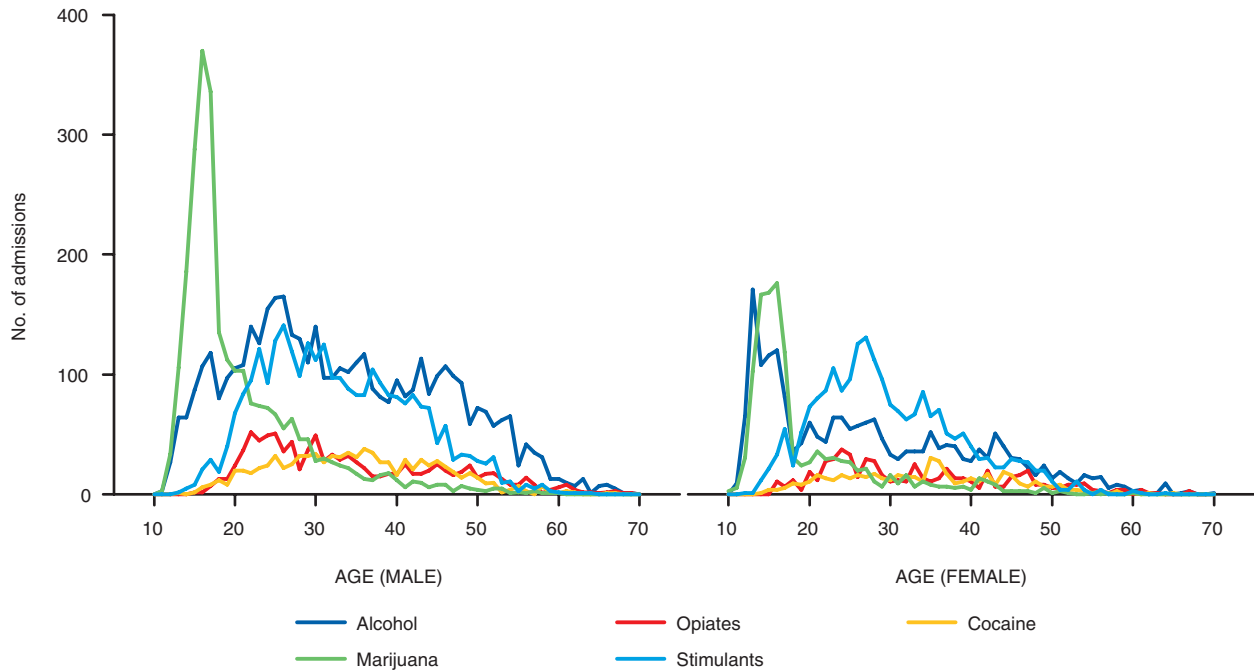 400
300
200
100
0
No. of admissions
10 20 30 40 50 60 70
10 20 30 40 50 60 70
AGE (MALE)
AGE (FEMALE)
Alcohol
Opiates
Cocaine
Marijuana
Stimulants